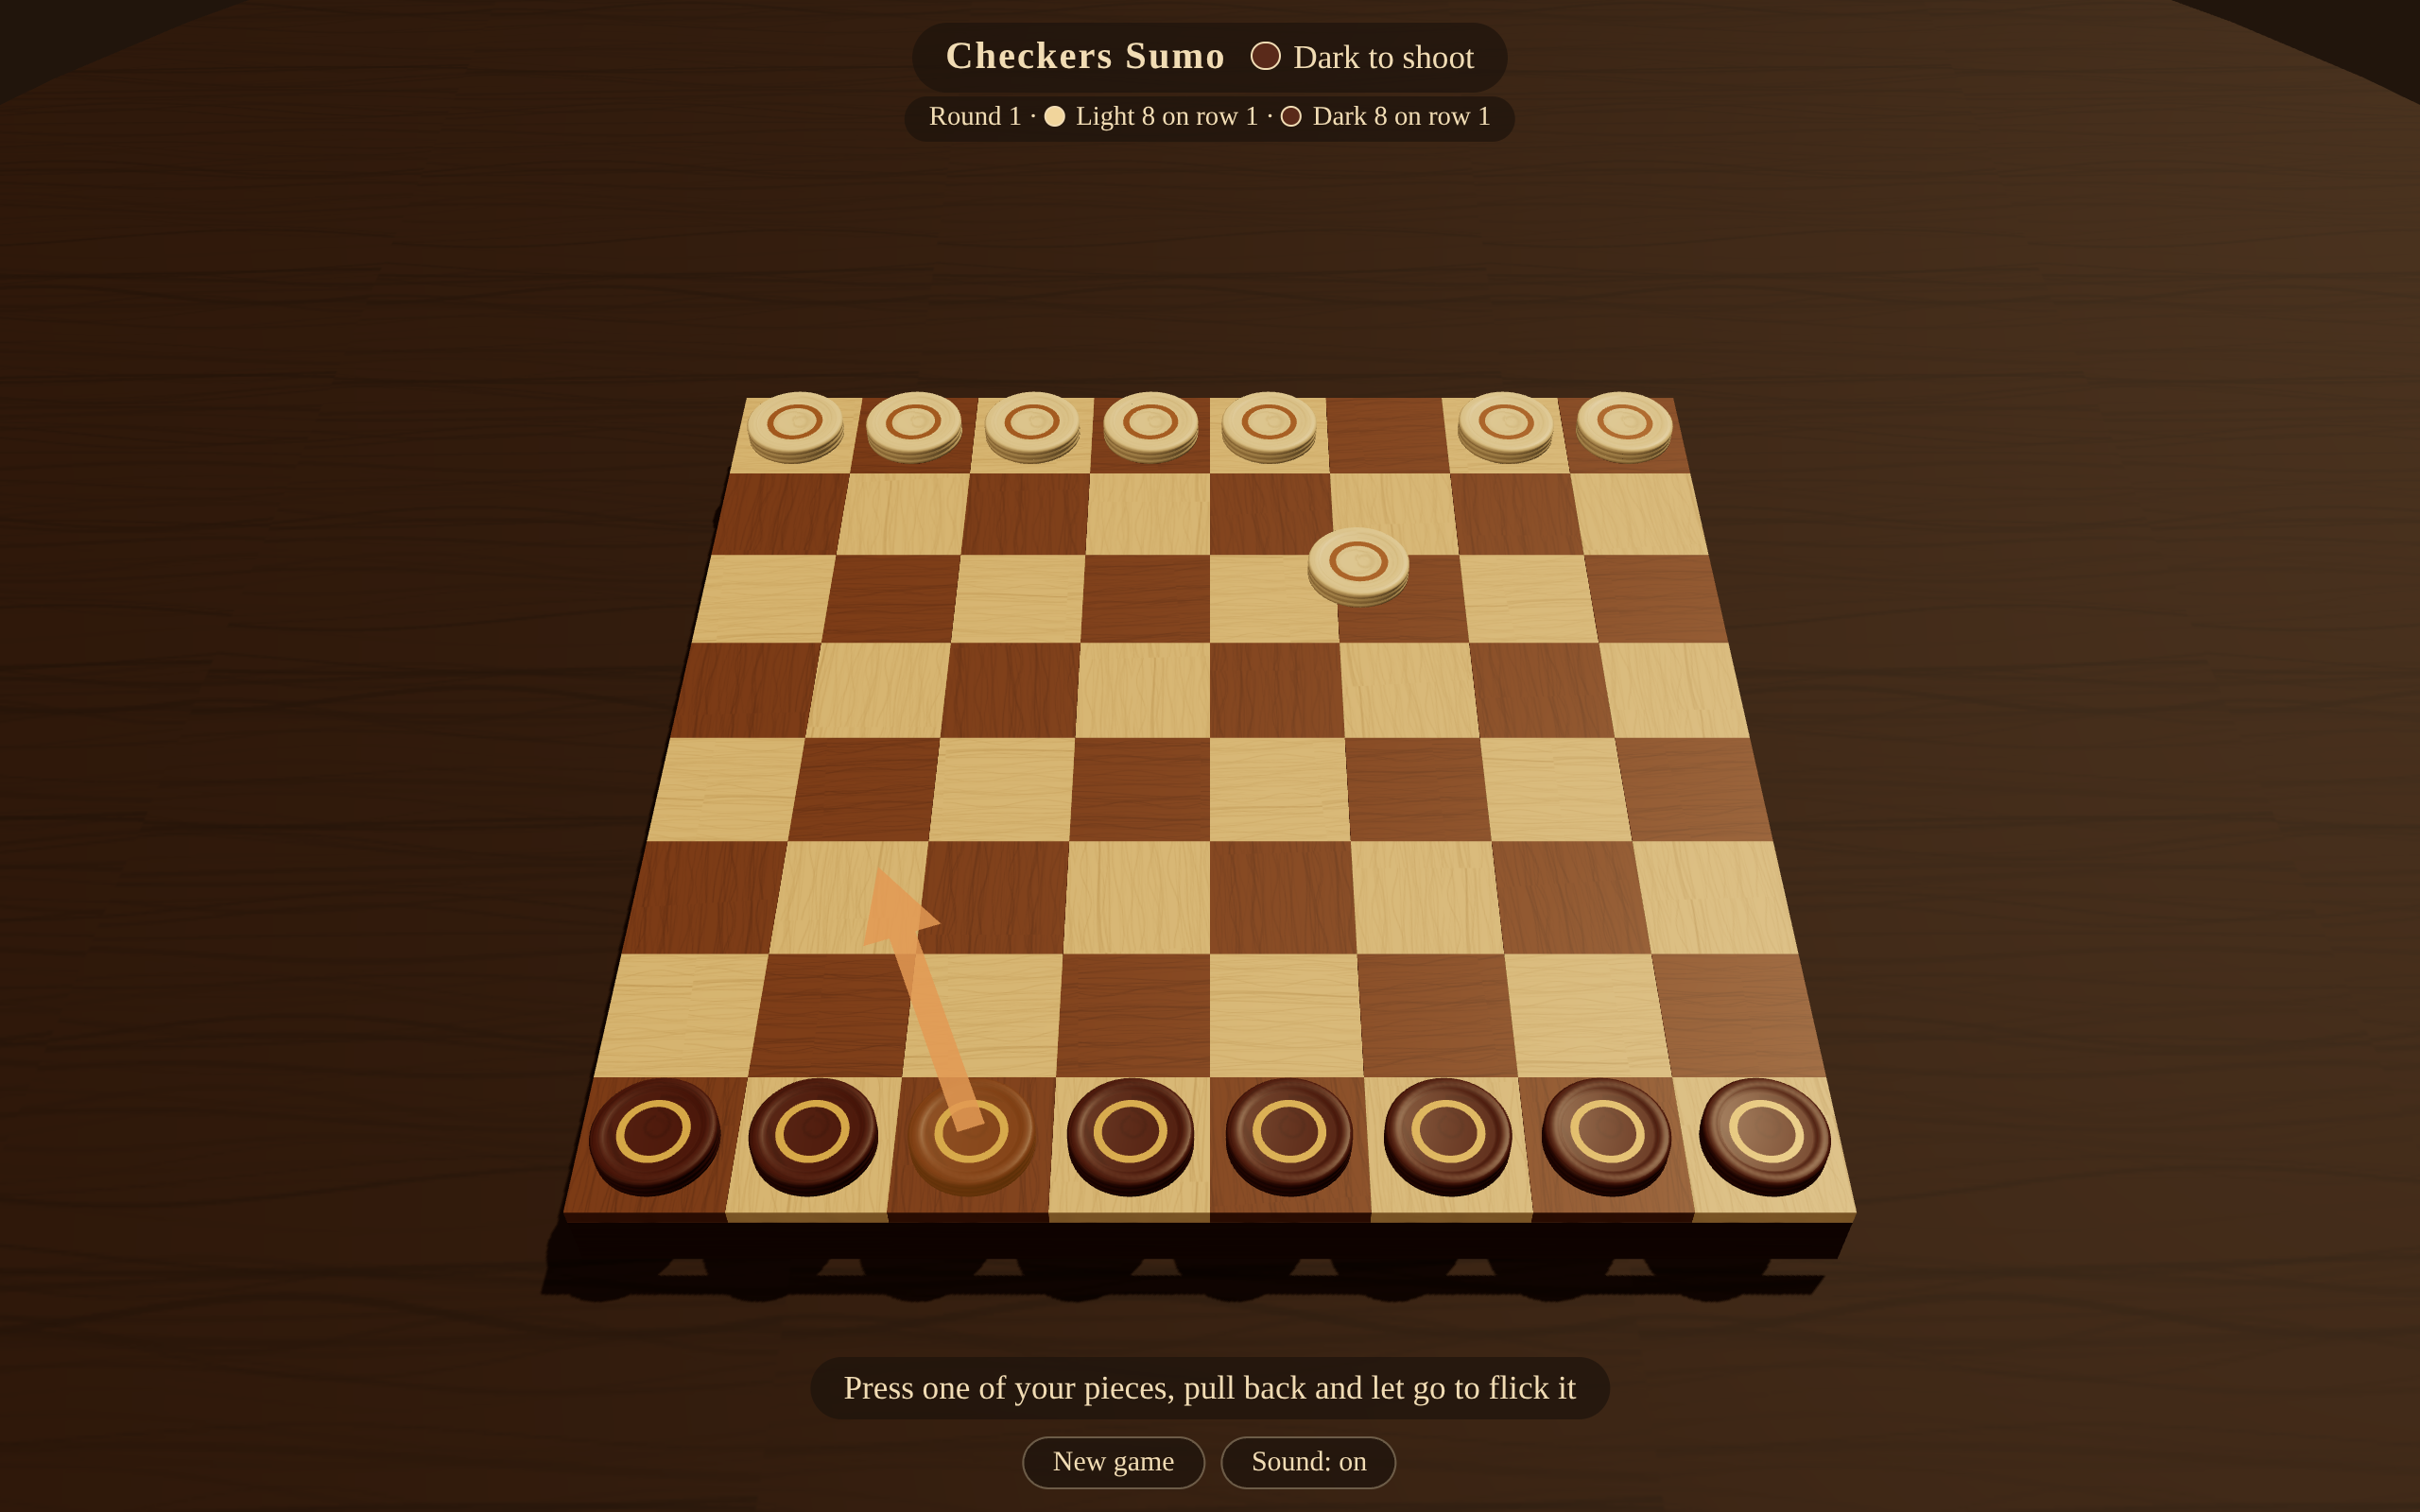 Checkers Sumo Dark to shoot
Round 1 · Light 8 on row 1 · Dark 8 on row 1
Press one of your pieces, pull back and let go to flick it
New game Sound: on